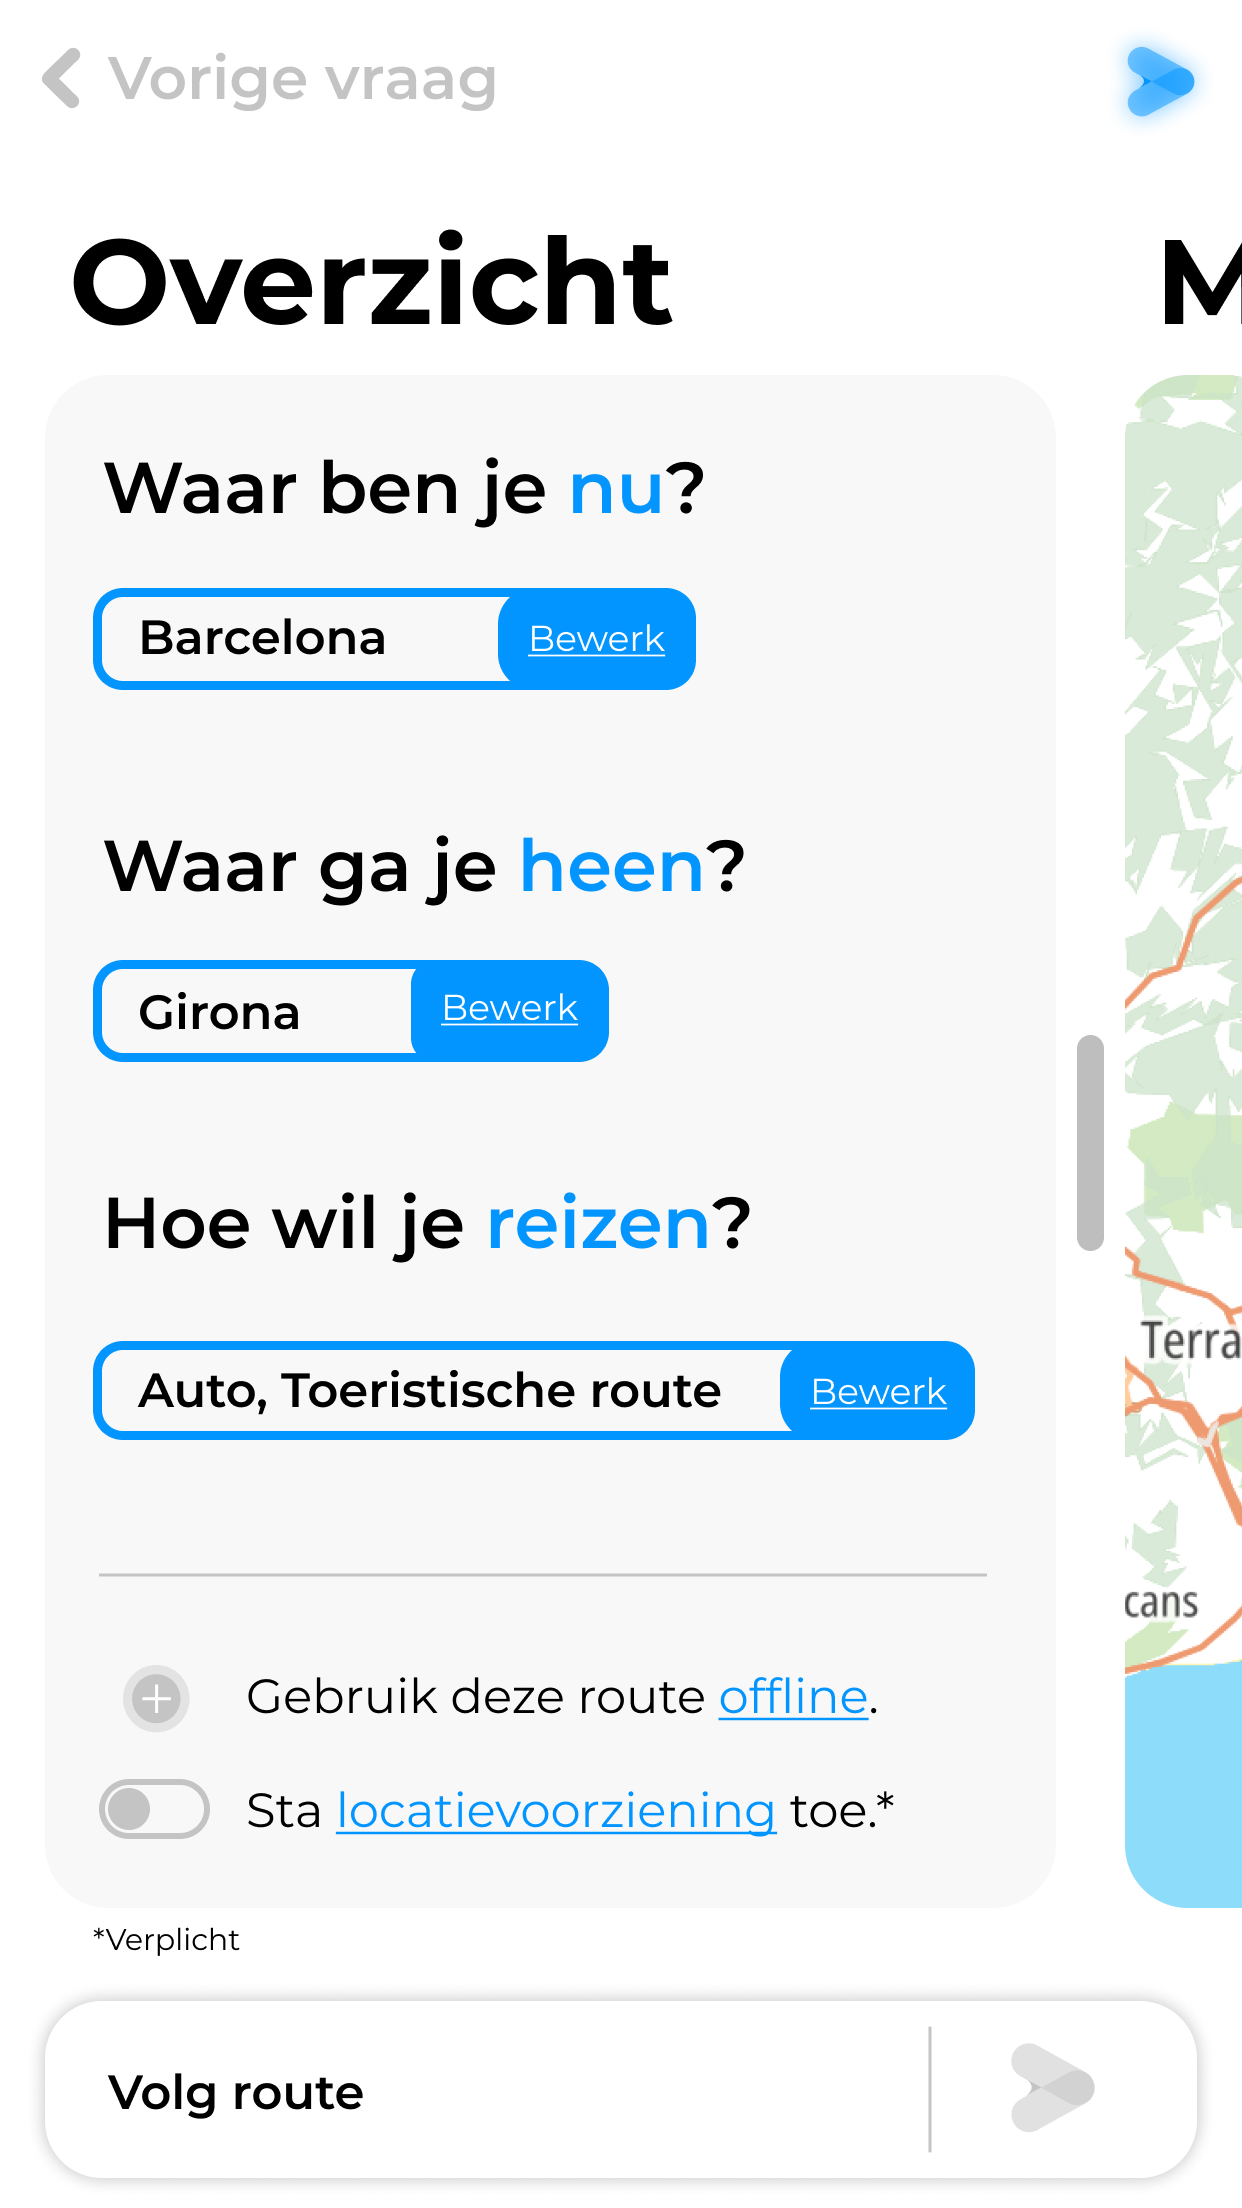 Vorige vraag
Overzicht
M
Waar ben je nu?
Barcelona
Bewerk
Waar ga je heen?
Girona
Bewerk
Hoe wil je reizen?
Auto, Toeristische route
Bewerk
Terra
cans
Gebruik deze route offline.
Sta locatievoorziening toe.*
*Verplicht
Volg route